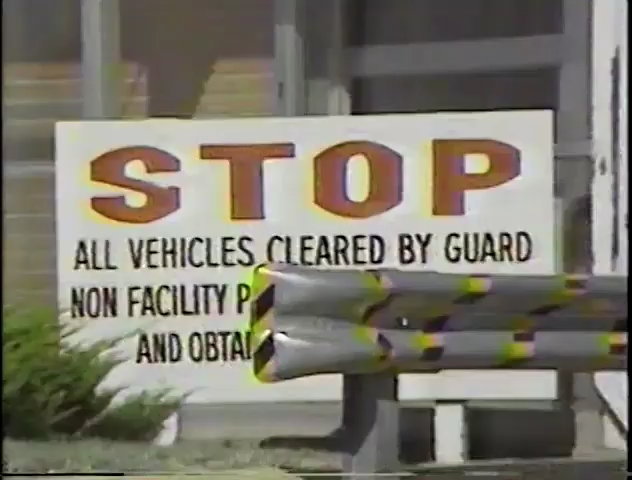 STOP
ALL VEHICLES CLEARED BY GUARD
NON FACILITY P
AND OBTAI